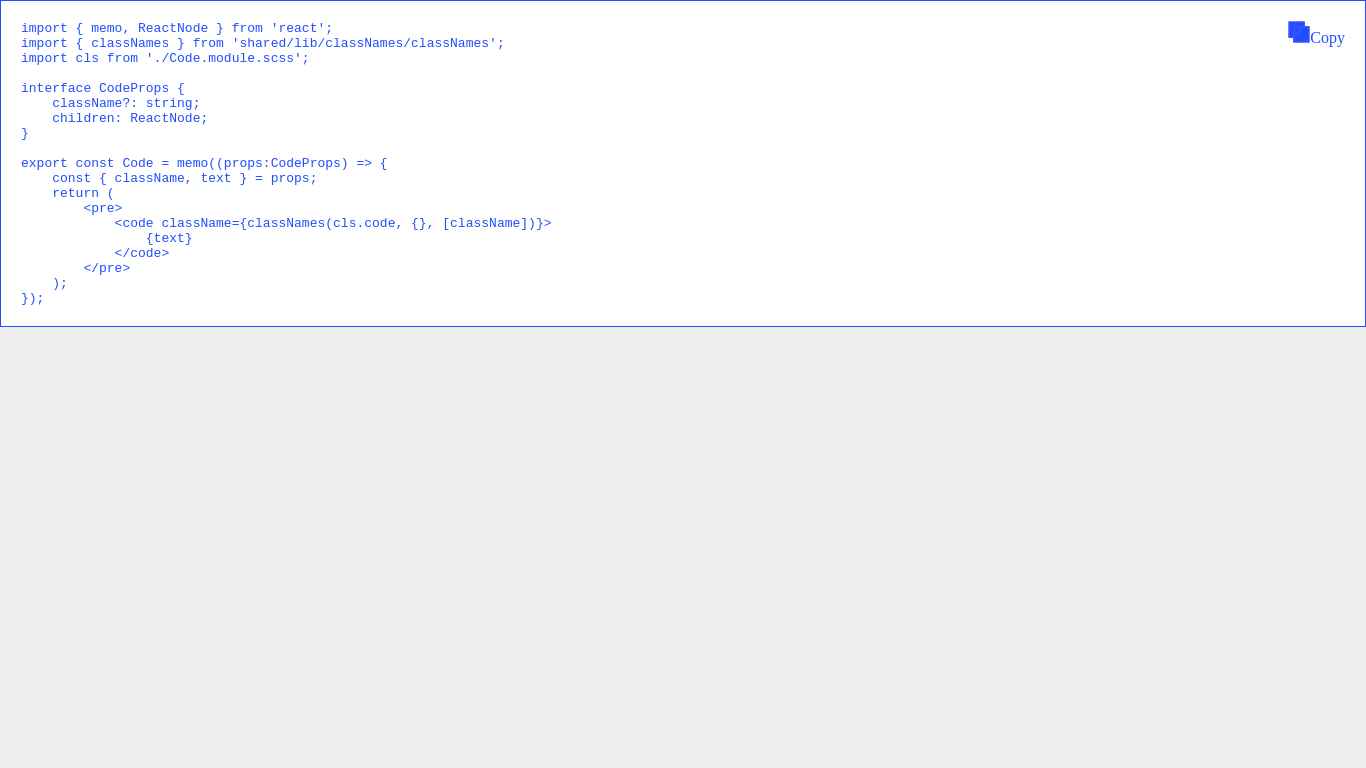 import { memo, ReactNode } from 'react';
import { classNames } from 'shared/lib/classNames/classNames';
import cls from './Code.module.scss';
Copy
interface CodeProps {
    className?: string;
    children: ReactNode;
}
export const Code = memo((props:CodeProps) => {
    const { className, text } = props;
    return (
        <pre>
            <code className={classNames(cls.code, {}, [className])}>
                {text}
            </code>
        </pre>
    );
});